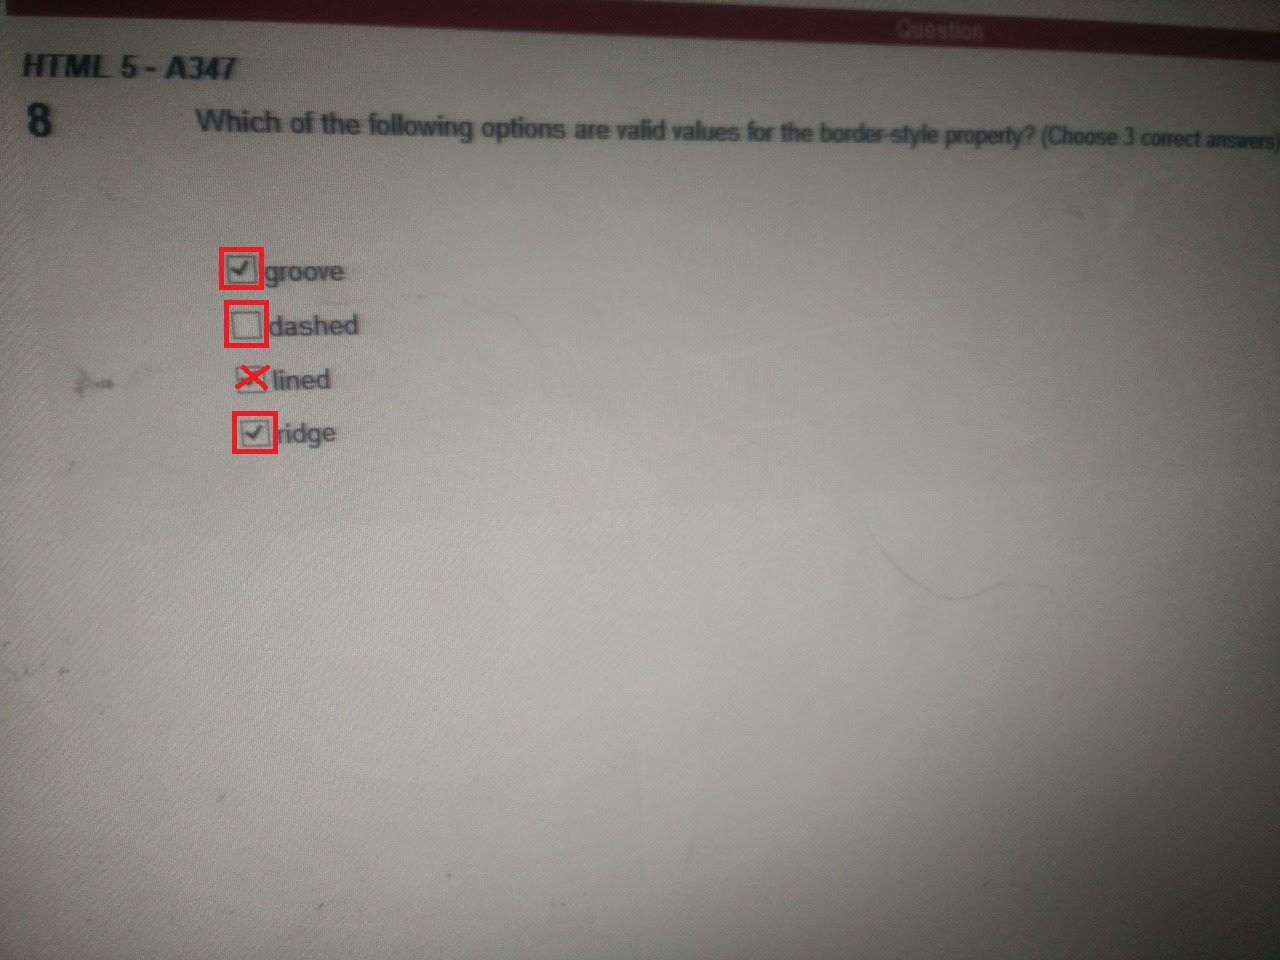 Question
HTML 5 - A347
8 Which of the following options are valid values for the border-style property? (Choose 3 correct answers)
groove
dashed
lined
ridge